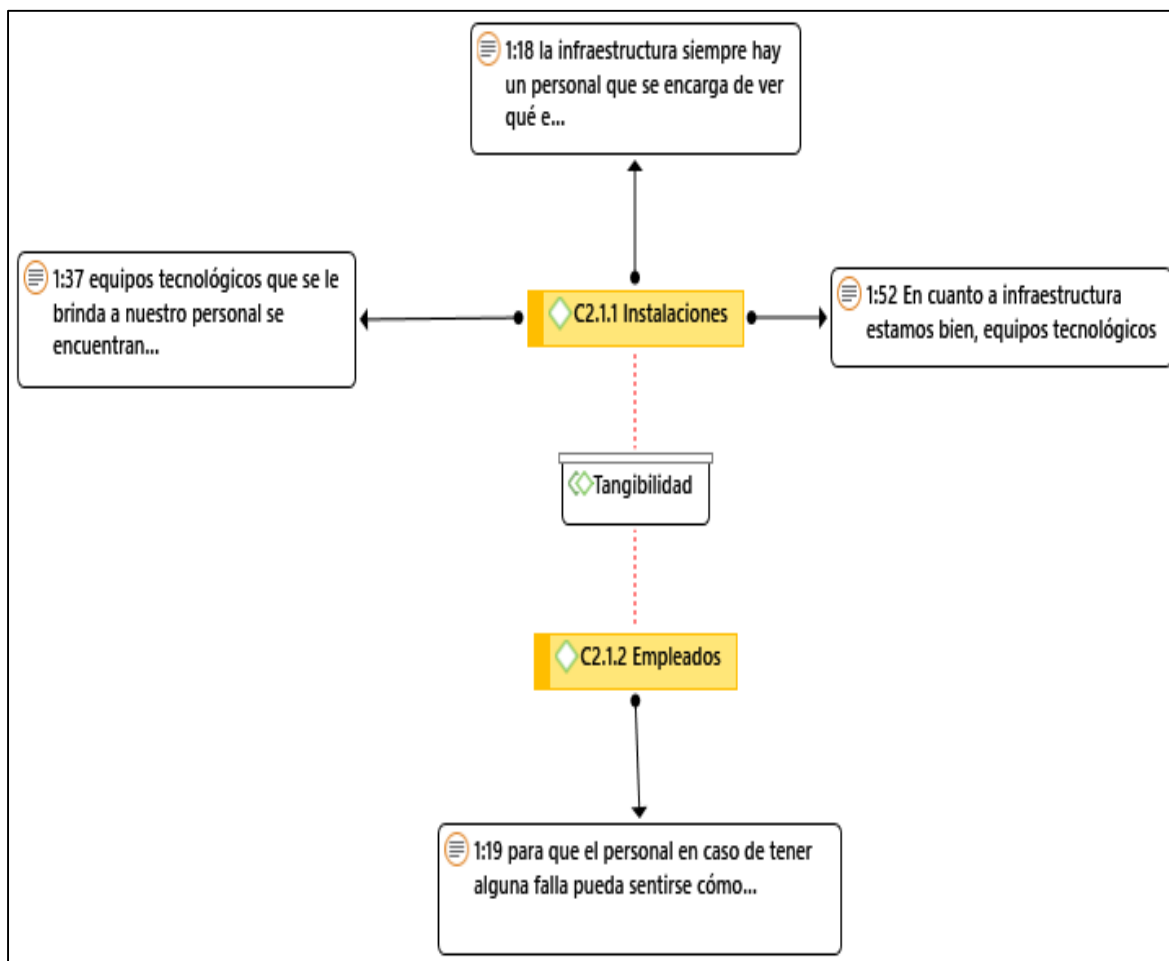 1:18 la infraestructura siempre hay
un personal que se encarga de ver
qué e...
1:37 equipos tecnológicos que se le
brinda a nuestro personal se
encuentran...
C2.1.1 Instalaciones
1:52 En cuanto a infraestructura
estamos bien, equipos tecnológicos
Tangibilidad
C2.1.2 Empleados
1:19 para que el personal en caso de tener
alguna falla pueda sentirse cómo...